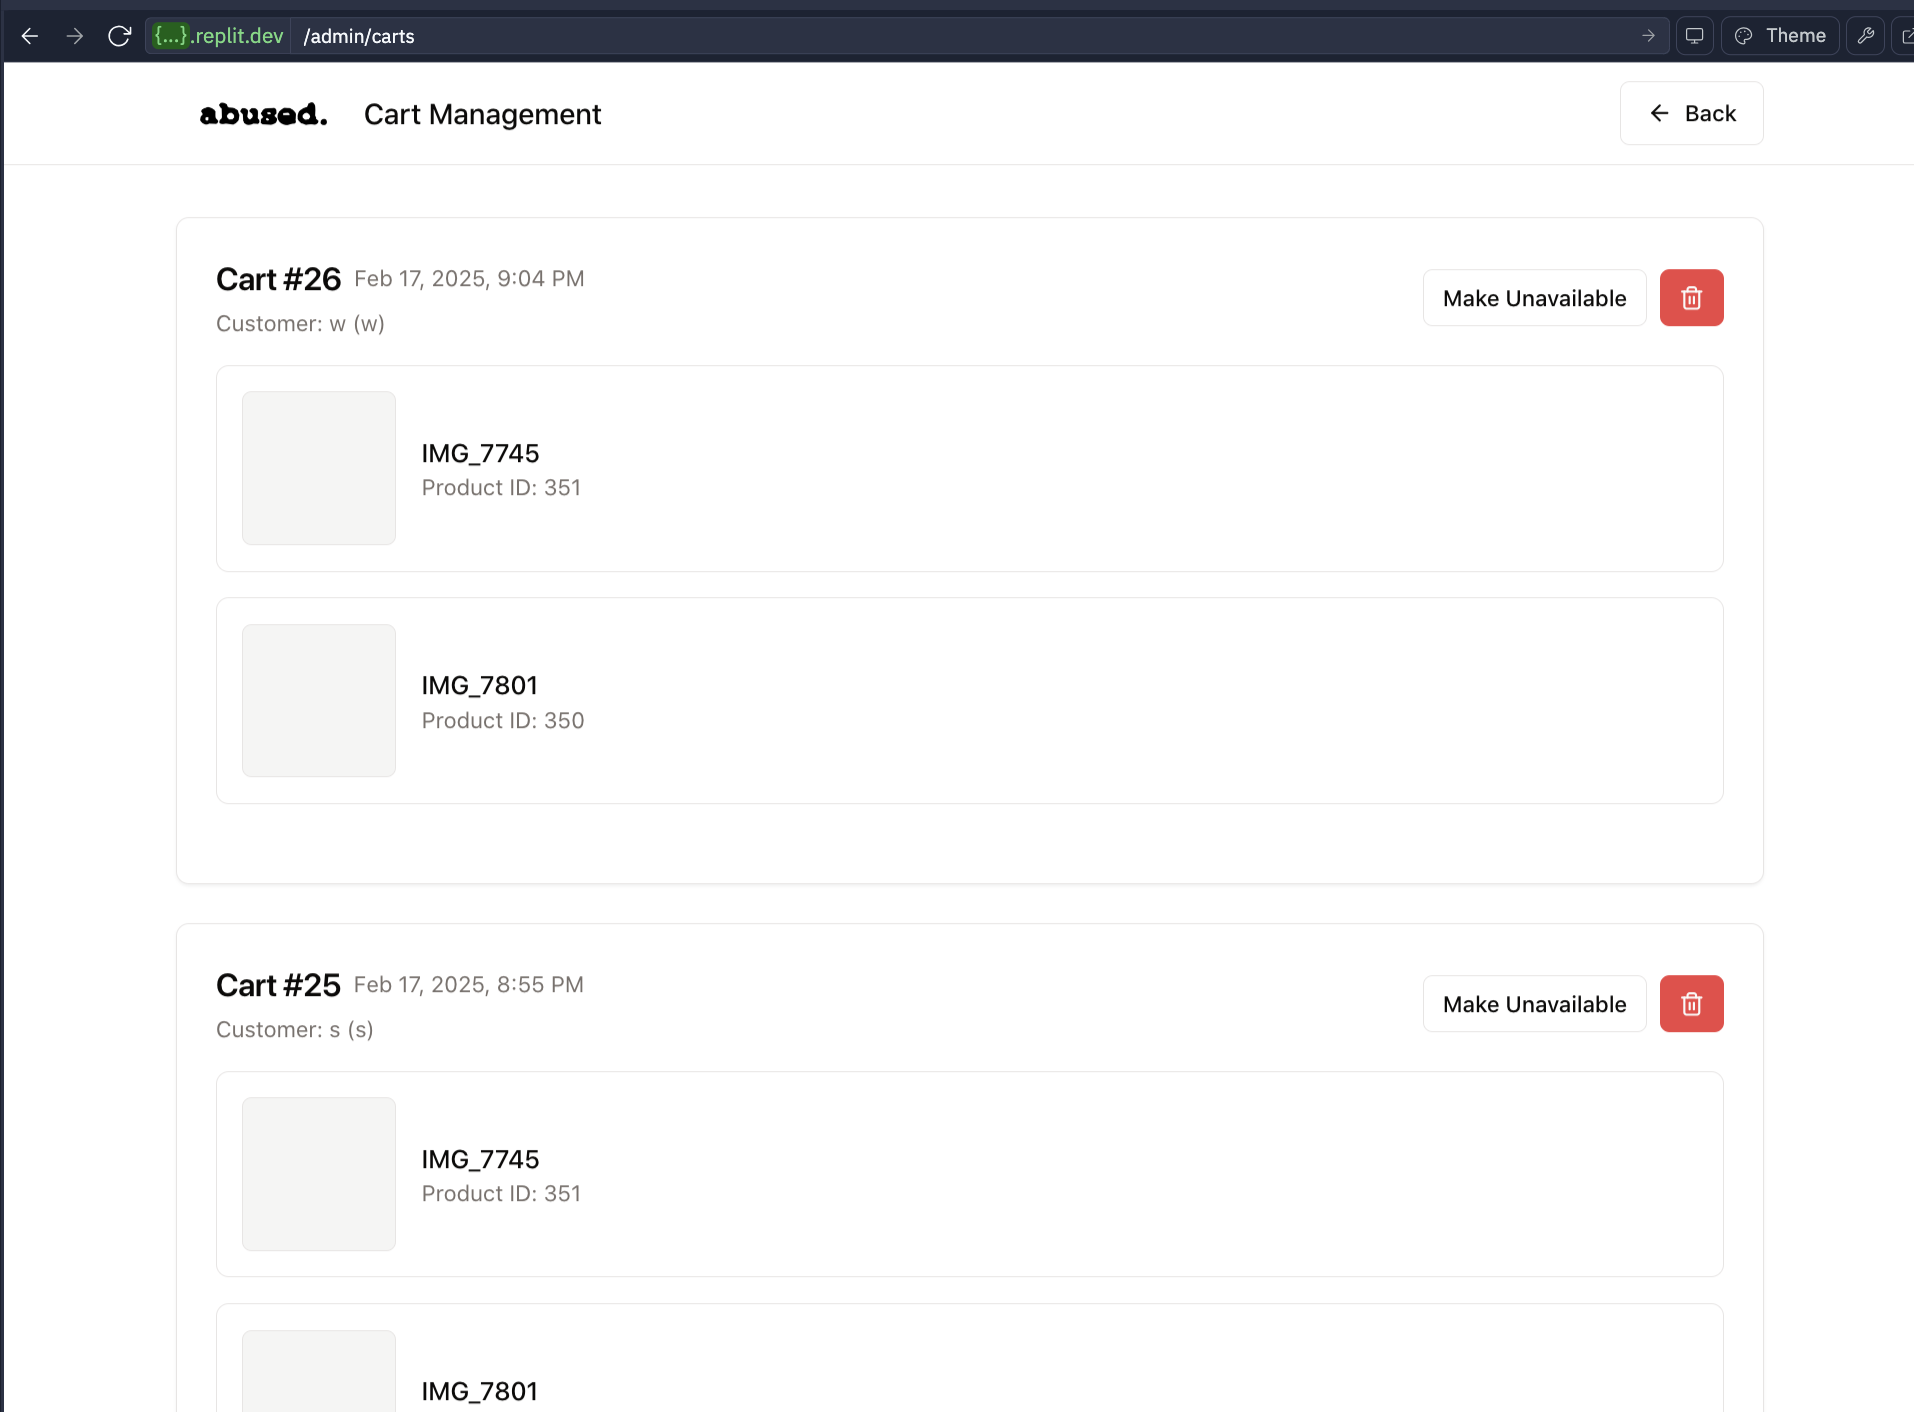 {...}.replit.dev /admin/carts
Theme
abused. Cart Management
Back
Cart #26 Feb 17, 2025, 9:04 PM
Make Unavailable
Customer: w (w)
IMG_7745
Product ID: 351
IMG_7801
Product ID: 350
Cart #25 Feb 17, 2025, 8:55 PM
Make Unavailable
Customer: s (s)
IMG_7745
Product ID: 351
IMG_7801